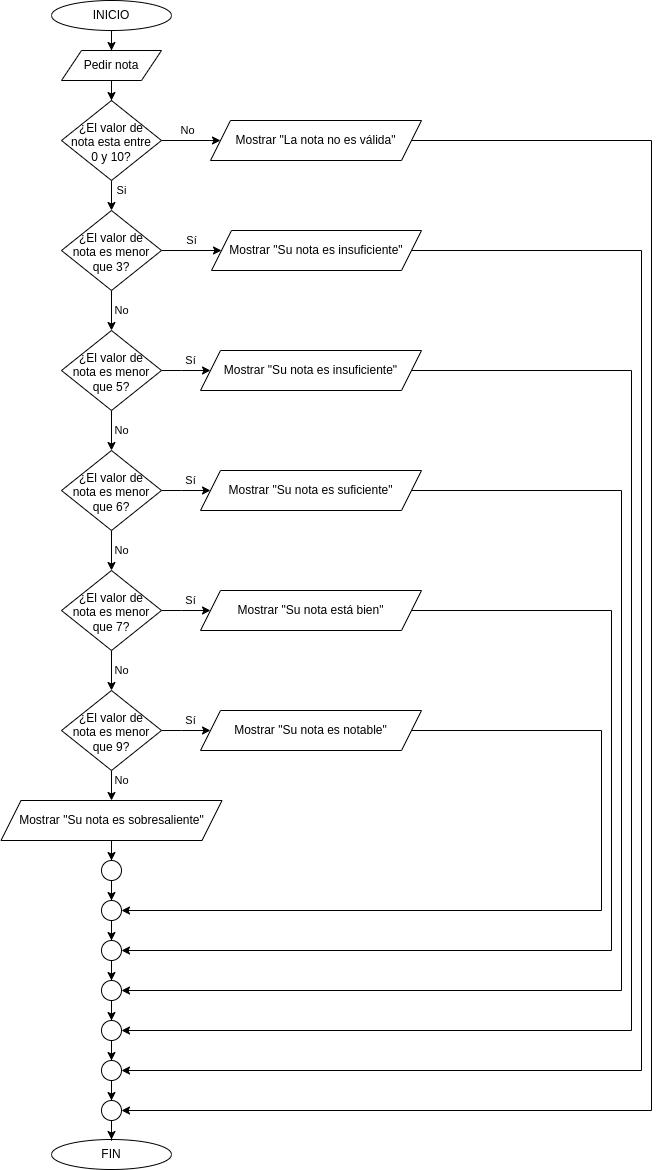 INICIO
Pedir nota
¿El valor de
nota esta entre
0 y 10?
No
Mostrar "La nota no es válida"
Si
¿El valor de
nota es menor
que 3?
Sí
Mostrar "Su nota es insuficiente"
No
¿El valor de
nota es menor
que 5?
Sí
Mostrar "Su nota es insuficiente"
No
¿El valor de
nota es menor
que 6?
Sí
Mostrar "Su nota es suficiente"
No
¿El valor de
nota es menor
que 7?
Sí
Mostrar "Su nota está bien"
No
¿El valor de
nota es menor
que 9?
Sí
Mostrar "Su nota es notable"
No
Mostrar "Su nota es sobresaliente"
FIN